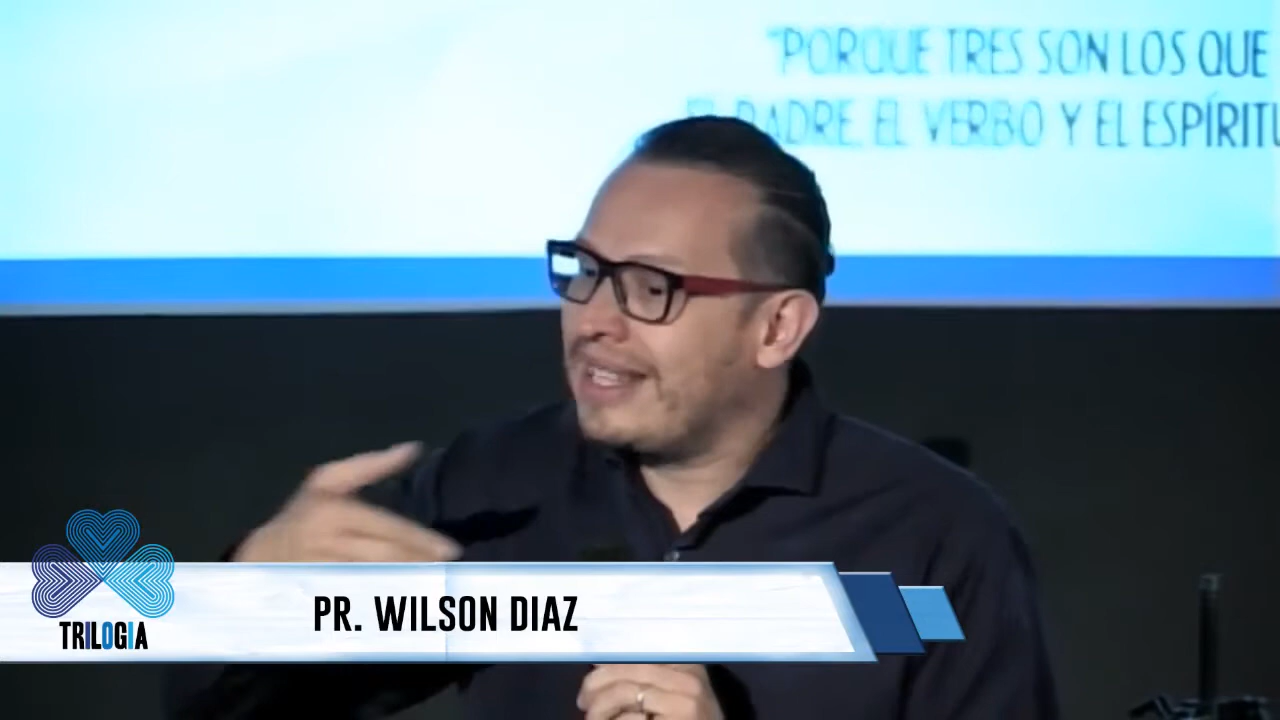 "PORQUE TRES SON LOS QUE
EL PADRE, EL VERBO Y EL ESPÍRITU
PR. WILSON DIAZ
TRILOGIA